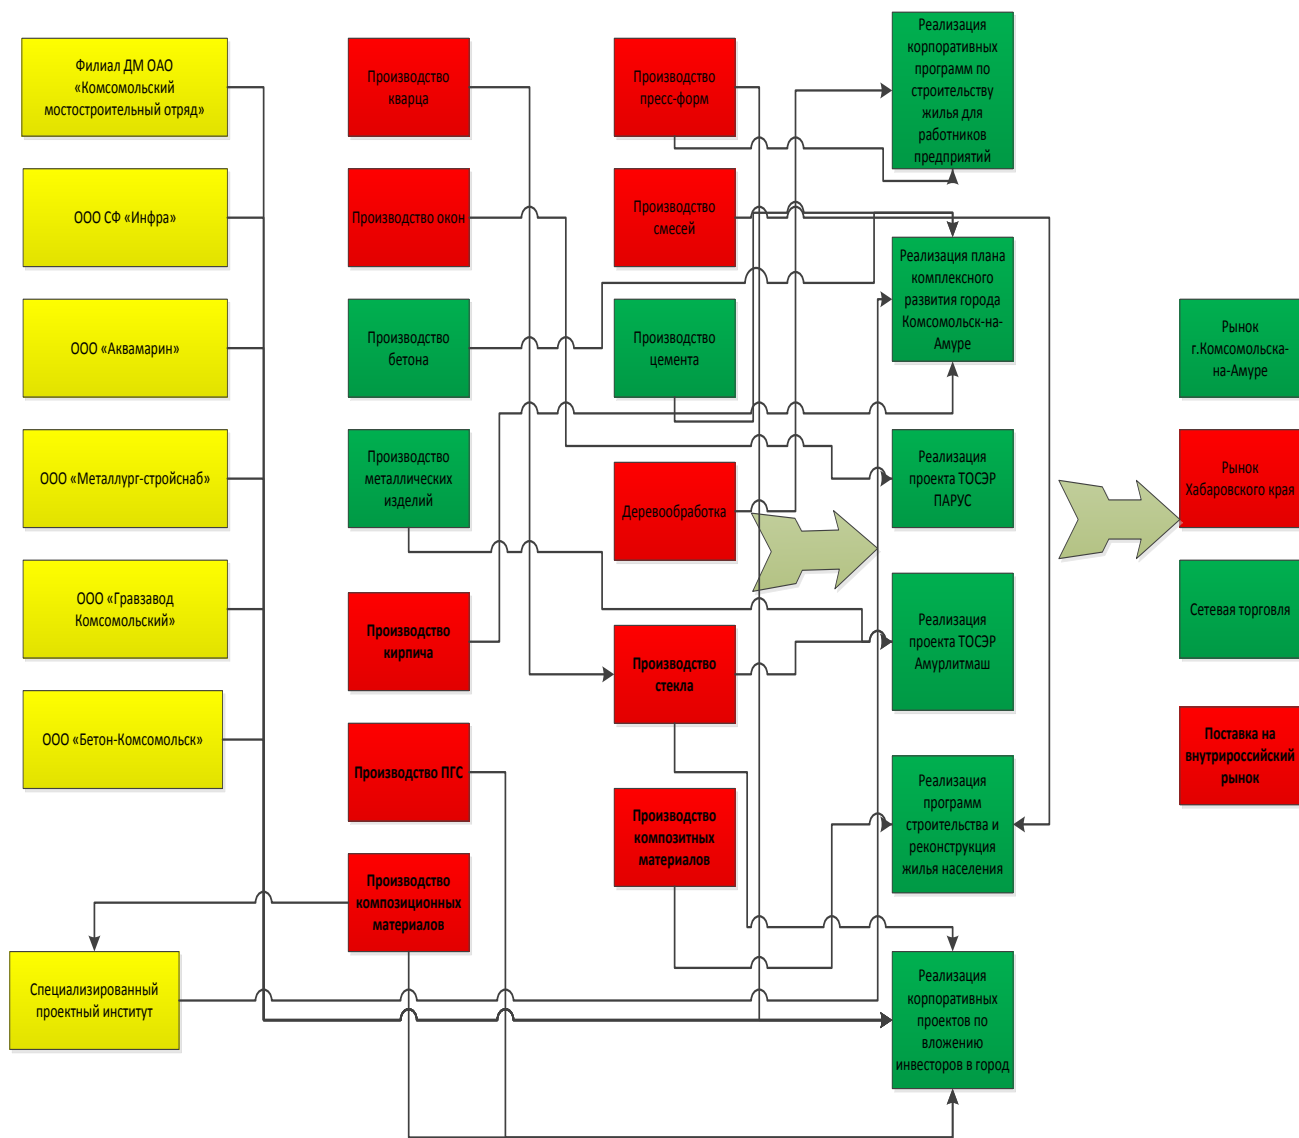 Филиал ДМ ОАО
«Комсомольский
мостостроительный отряд»
ООО СФ «Инфра»
ООО «Аквамарин»
ООО «Металлург-стройснаб»
ООО «Гравзавод
Комсомольский»
ООО «Бетон-Комсомольск»
Специализированный
проектный институт
Производство
кварца
Производство окон
Производство
бетона
Производство
металлических
изделий
Производство
кирпича
Производство ПГС
Производство
композиционных
материалов
Производство
пресс-форм
Производство
смесей
Производство
цемента
Деревообработка
Производство
стекла
Производство
композитных
материалов
Реализация
корпоративных
программ по
строительству
жилья для
работников
предприятий
Реализация плана
комплексного
развития города
Комсомольск-на-
Амуре
Реализация
проекта ТОСЭР
ПАРУС
Реализация
проекта ТОСЭР
Амурлитмаш
Реализация
программ
строительства и
реконструкция
жилья населения
Реализация
корпоративных
проектов по
вложению
инвесторов в город
Рынок
г.Комсомольска-
на-Амуре
Рынок
Хабаровского края
Сетевая торговля
Поставка на
внутрироссийский
рынок